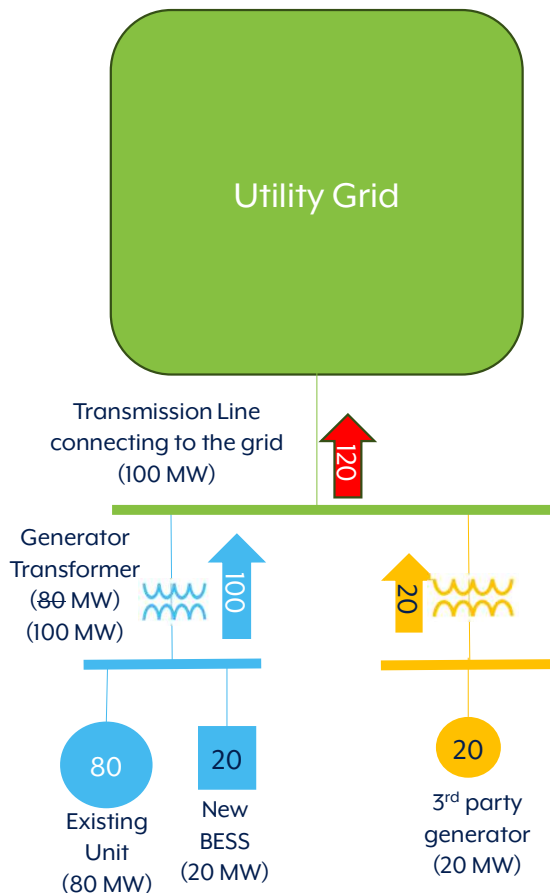 Utility Grid
Transmission Line
connecting to the grid
(100 MW)
120
Generator
Transformer
(80 MW)
(100 MW)
100
20
80
20
20
Existing
Unit
(80 MW)
New
BESS
(20 MW)
3rd party
generator
(20 MW)